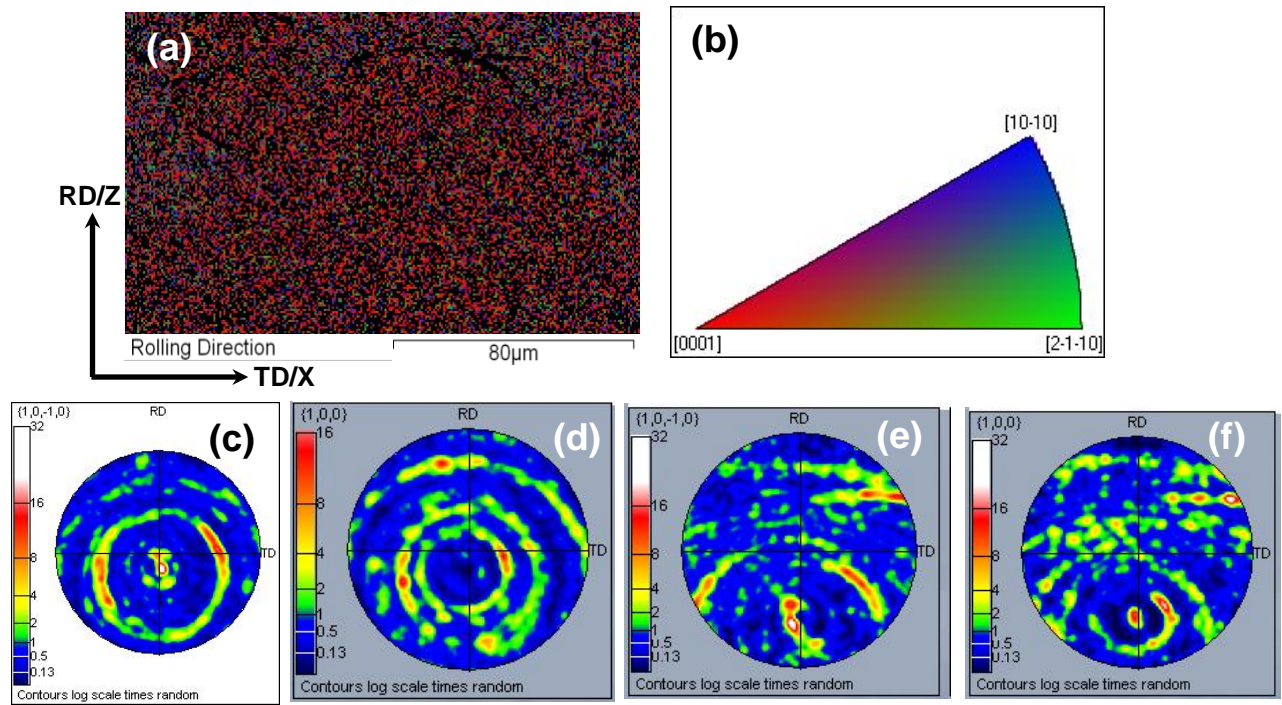 (a)
RD/Z
Rolling Direction
80µm
TD/X
(b)
[10-10]
[0001]
[2-1-10]
{1,0,-1,0}
RD
(c)
32
16
8
4
2
1
0.5
0.13
TD
Contours log scale times random
{1,0,0}
RD
(d)
16
8
4
2
1
0.5
0.13
TD
Contours log scale times random
{1,0,-1,0}
RD
(e)
32
16
8
4
2
1
0.5
0.13
TD
Contours log scale times random
{1,0,0}
RD
(f)
32
16
8
4
2
1
0.5
0.13
TD
Contours log scale times random